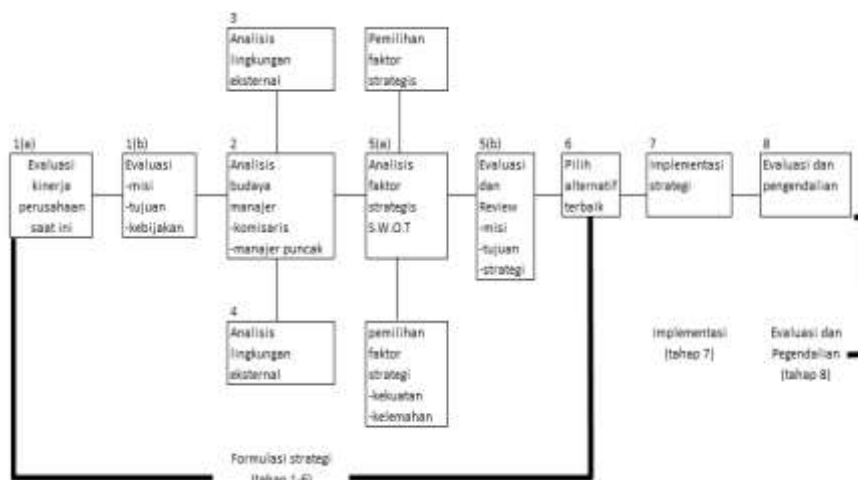 3
Analisis
lingkungan
eksternal
Pemilihan
faktor
strategis
1(a)
Evaluasi
kinerja
perusahaan
saat ini
1(b)
Evaluasi
-misi
-tujuan
-kebijakan
2
Analisis
budaya
manajer
-komisaris
-manajer puncak
5(a)
Analisis
faktor
strategis
S.W.O.T
5(b)
Evaluasi
dan
Review
-misi
-tujuan
-strategi
6
Pilih
alternatif
terbaik
7
Implementasi
strategi
8
Evaluasi dan
pengendalian
4
Analisis
lingkungan
eksternal
pemilihan
faktor
strategi
-kekuatan
-kelemahan
Implementasi
(tahap 7)
Evaluasi dan
Pegendalian
(tahap 8)
Formulasi strategi
(tahap 1-6)